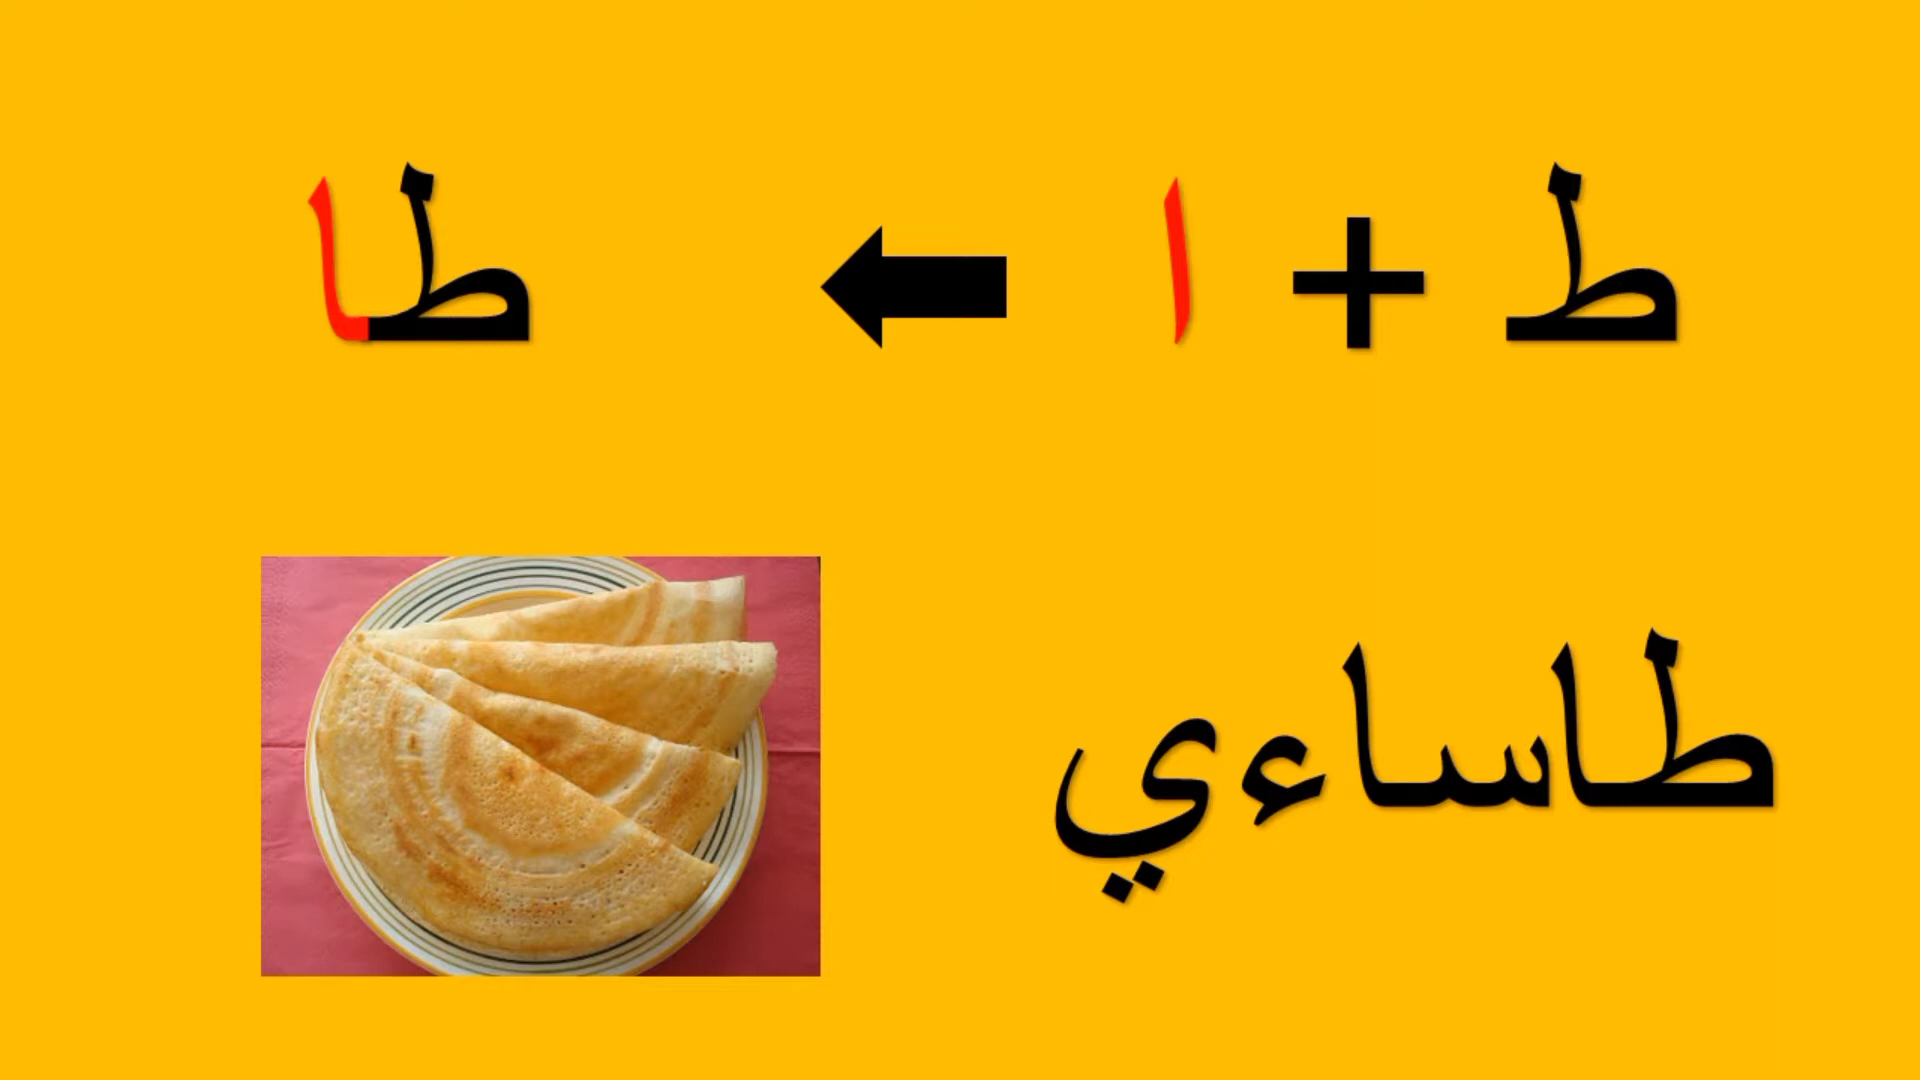 ط + ا ← طا
طاساءي